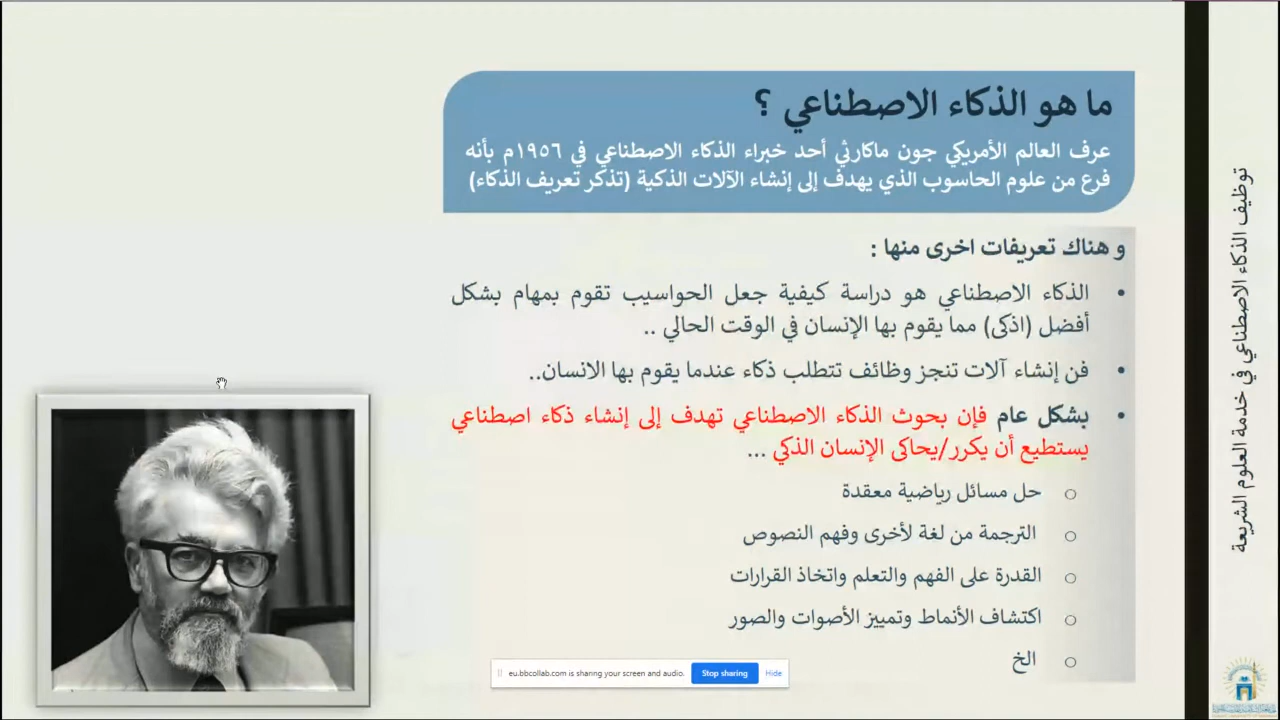 ما هو الذكاء الاصطناعي ؟
عرف العالم الأمريكي جون ماكارثي أحد خبراء الذكاء الاصطناعي في ١٩٥٦م بأنه
فرع من علوم الحاسوب الذي يهدف إلى إنشاء الآلات الذكية (تذكر تعريف الذكاء)
و هناك تعريفات اخرى منها :
• الذكاء الاصطناعي هو دراسة كيفية جعل الحواسيب تقوم بمهام بشكل
أفضل (اذكى) مما يقوم بها الإنسان في الوقت الحالي ..
• فن إنشاء آلات تنجز وظائف تتطلب ذكاء عندما يقوم بها الانسان..
• بشكل عام فإن بحوث الذكاء الاصطناعي تهدف إلى إنشاء ذكاء اصطناعي
يستطيع أن يكرر/يحاكى الإنسان الذكي ...
○ حل مسائل رياضية معقدة
○ الترجمة من لغة لأخرى وفهم النصوص
○ القدرة على الفهم والتعلم واتخاذ القرارات
○ اكتشاف الأنماط وتمييز الأصوات والصور
○ الخ
توظيف الذكاء الاصطناعي في خدمة العلوم الشريعة
eu.bbcollab.com is sharing your screen and audio. Stop sharing Hide